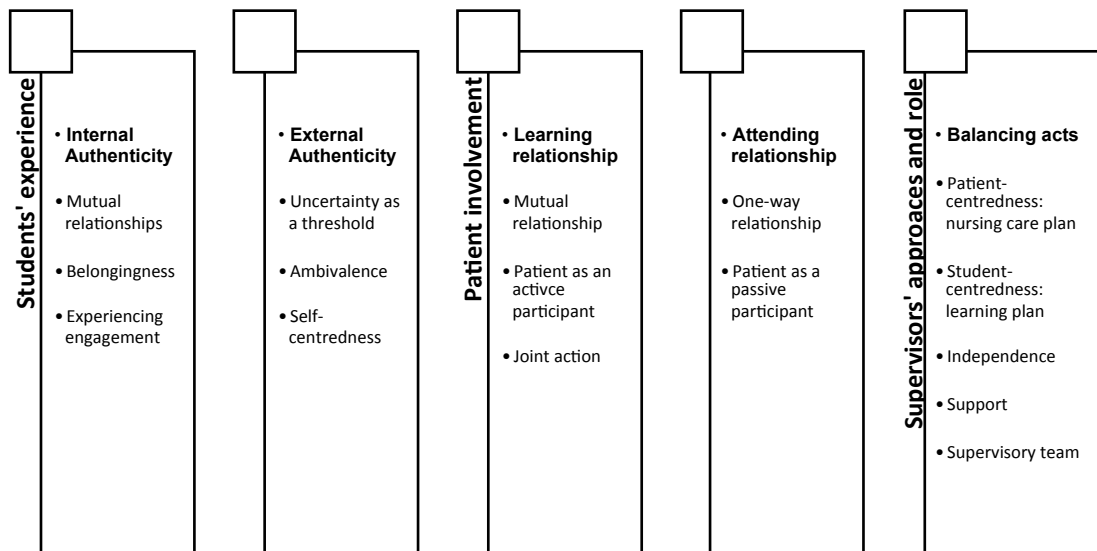 Students' experience
• Internal
Authenticity
• Mutual
relationships
• Belongingness
• Experiencing
engagement
• External
Authenticity
• Uncertainty as
a threshold
• Ambivalence
• Self-
centredness
Patient involvement
• Learning
relationship
• Mutual
relationship
• Patient as an
activce
participant
• Joint action
• Attending
relationship
• One-way
relationship
• Patient as a
passive
participant
Supervisors' approaces and role
• Balancing acts
• Patient-
centredness:
nursing care plan
• Student-
centredness:
learning plan
• Independence
• Support
• Supervisory team